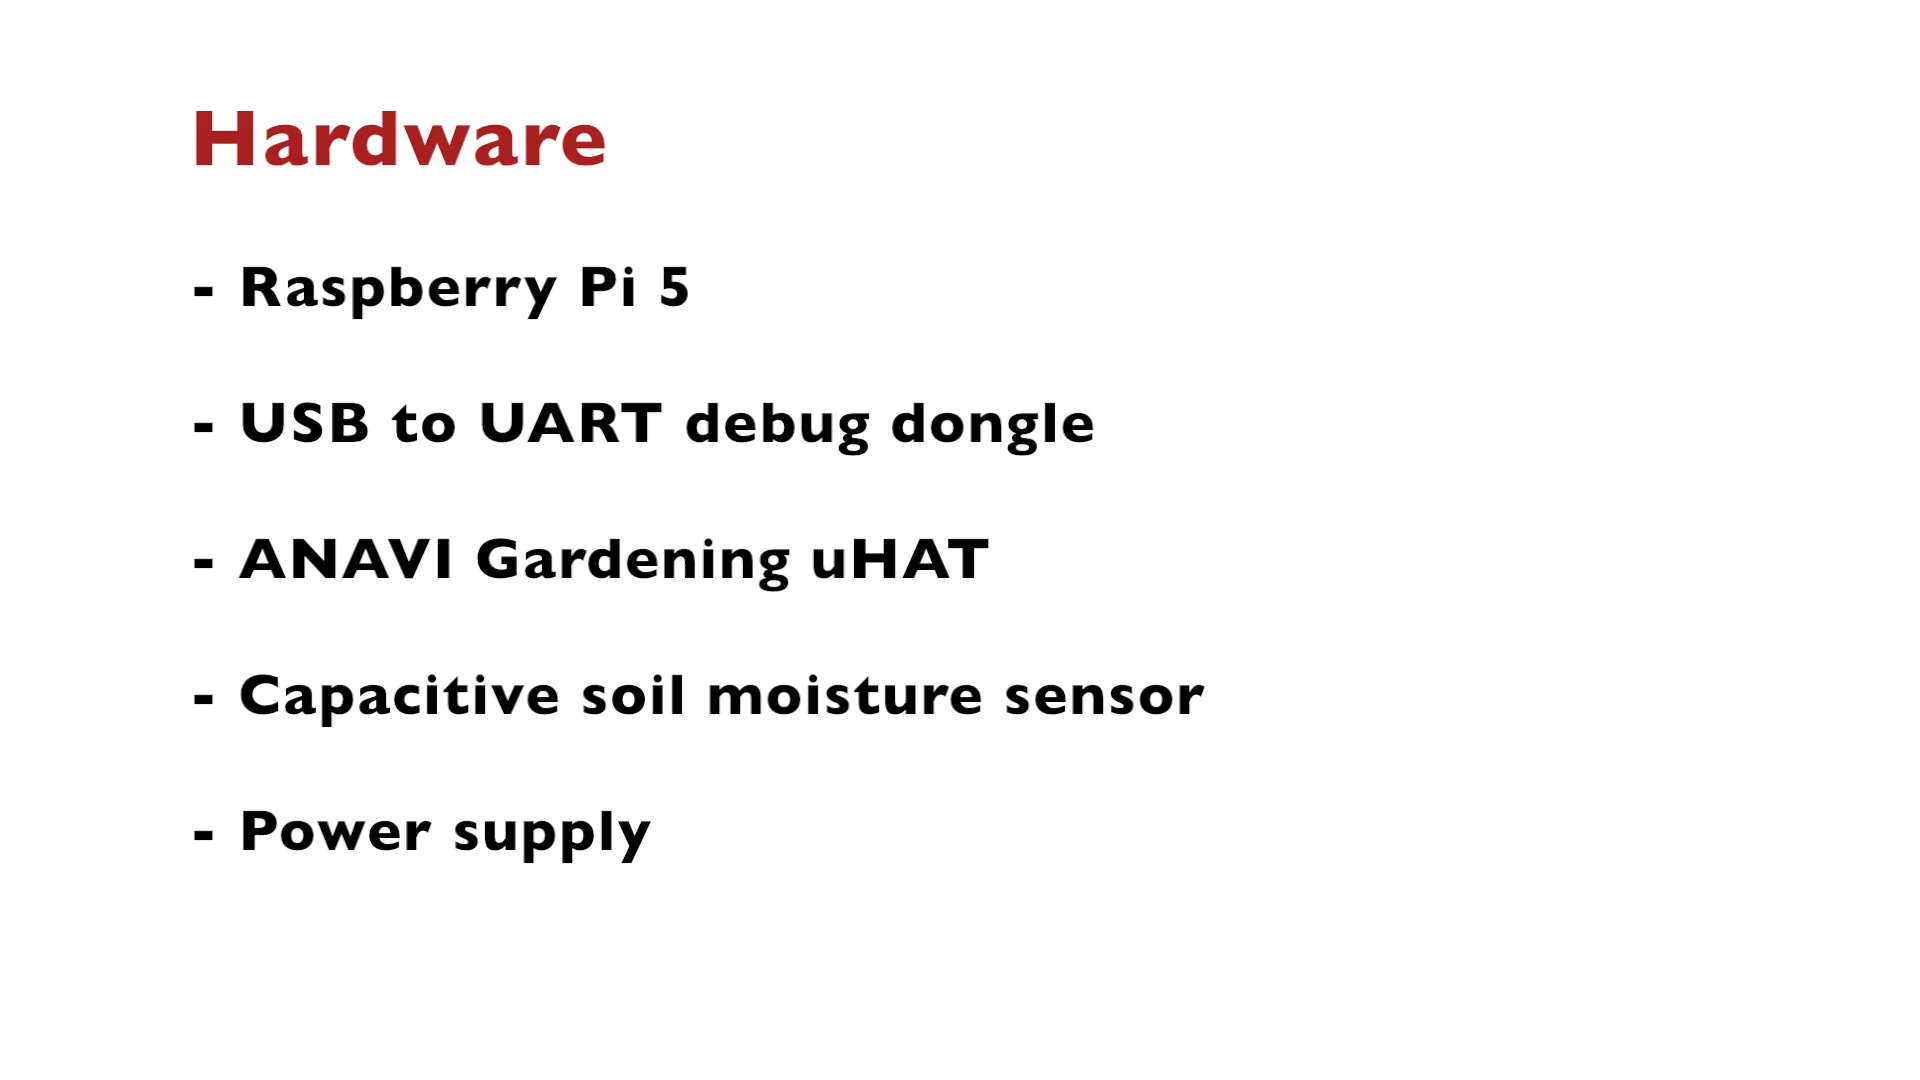 Hardware
- Raspberry Pi 5
- USB to UART debug dongle
- ANAVI Gardening uHAT
- Capacitive soil moisture sensor
- Power supply